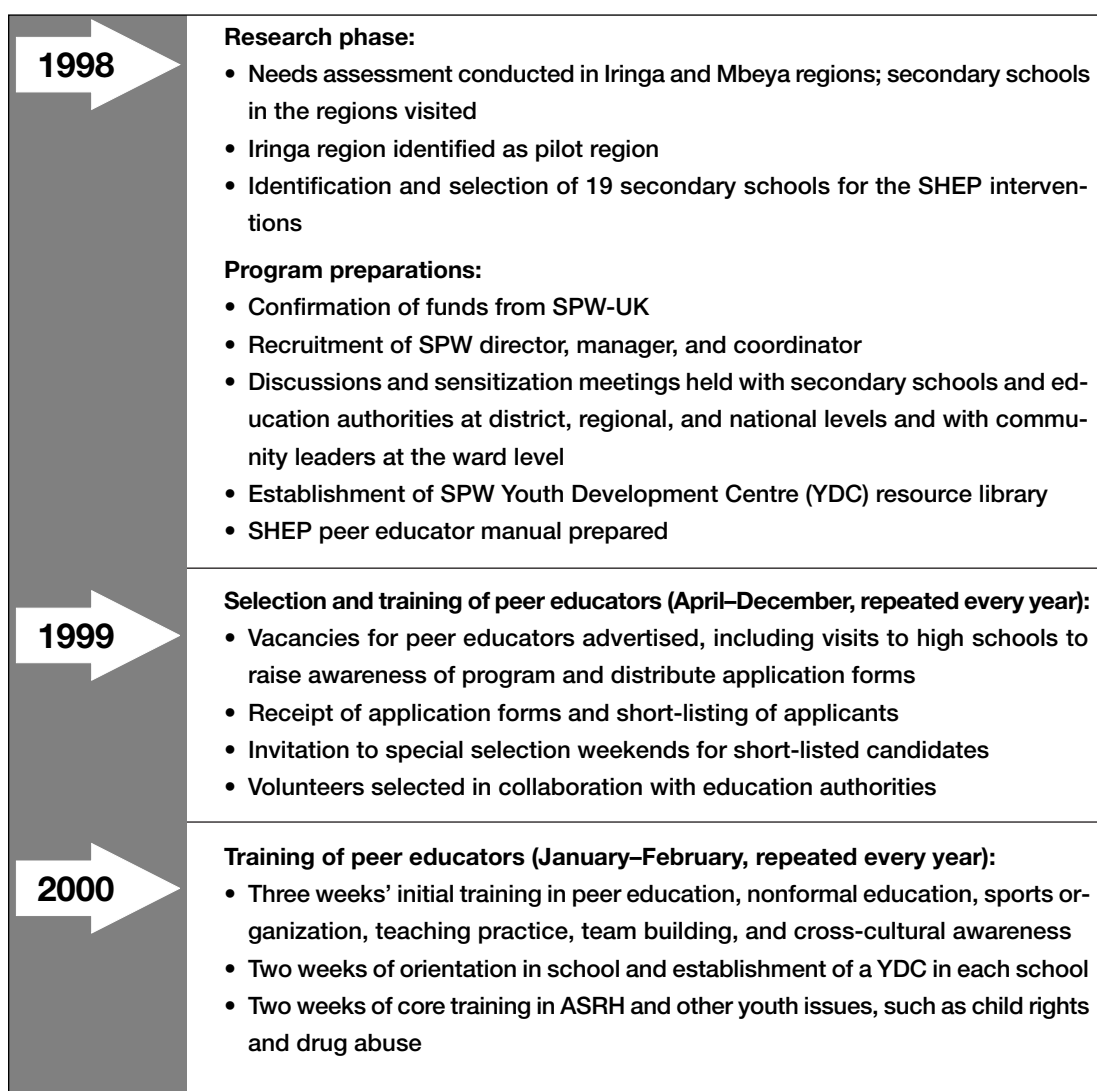 1998
Research phase:
• Needs assessment conducted in Iringa and Mbeya regions; secondary schools
in the regions visited
• Iringa region identified as pilot region
• Identification and selection of 19 secondary schools for the SHEP interven-
tions
Program preparations:
• Confirmation of funds from SPW-UK
• Recruitment of SPW director, manager, and coordinator
• Discussions and sensitization meetings held with secondary schools and ed-
ucation authorities at district, regional, and national levels and with commu-
nity leaders at the ward level
• Establishment of SPW Youth Development Centre (YDC) resource library
• SHEP peer educator manual prepared
1999
Selection and training of peer educators (April–December, repeated every year):
• Vacancies for peer educators advertised, including visits to high schools to
raise awareness of program and distribute application forms
• Receipt of application forms and short-listing of applicants
• Invitation to special selection weekends for short-listed candidates
• Volunteers selected in collaboration with education authorities
2000
Training of peer educators (January–February, repeated every year):
• Three weeks’ initial training in peer education, nonformal education, sports or-
ganization, teaching practice, team building, and cross-cultural awareness
• Two weeks of orientation in school and establishment of a YDC in each school
• Two weeks of core training in ASRH and other youth issues, such as child rights
and drug abuse